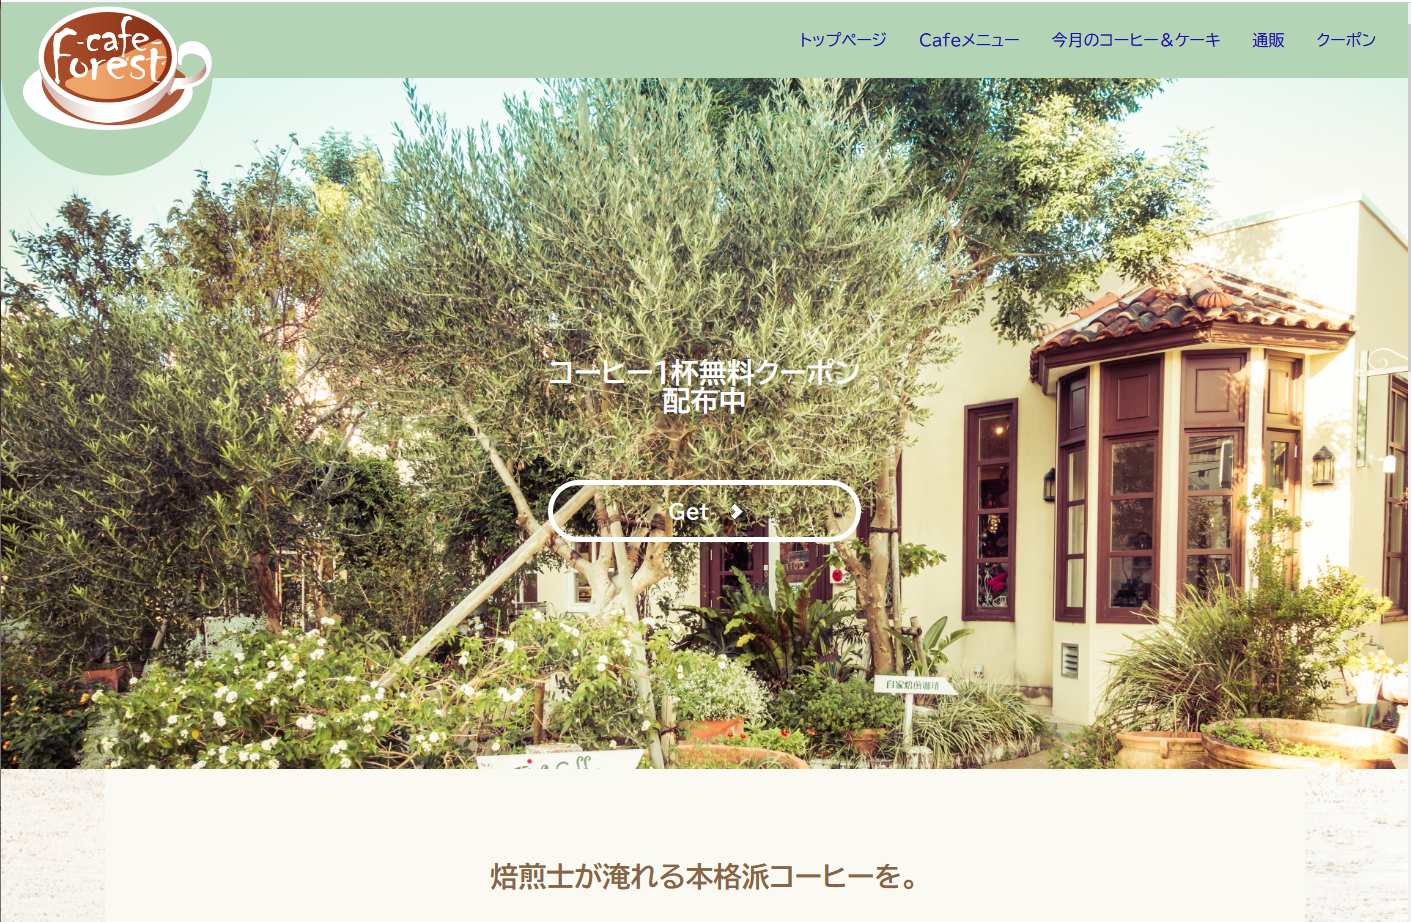 -cafe-
Forest
トップページ Cafeメニュー 今月のコーヒー＆ケーキ 通販 クーポン
コーヒー1杯無料クーポン
配布中
Get
自家焙煎珈琲
焙煎士が淹れる本格派コーヒーを。